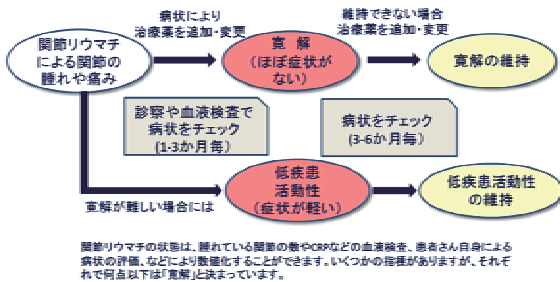 病状により
治療薬を追加・変更
維持できない場合
治療薬を追加・変更
関節リウマチ
による関節の
腫れや痛み
寛 解
(ほぼ症状が
ない)
寛解の維持
診察や血液検査で
病状をチェック
(1-3か月毎)
病状をチェック
(3-6か月毎)
寛解が難しい場合には
低疾患
活動性
(症状が軽い)
低疾患活動性
の維持
関節リウマチの状態は、腫れている関節の数やCRPなどの血液検査、患者さん自身による
病状の評価、などにより数値化することができます。いくつかの指標がありますが、それぞ
れで何点以下は「寛解」と決まっています。